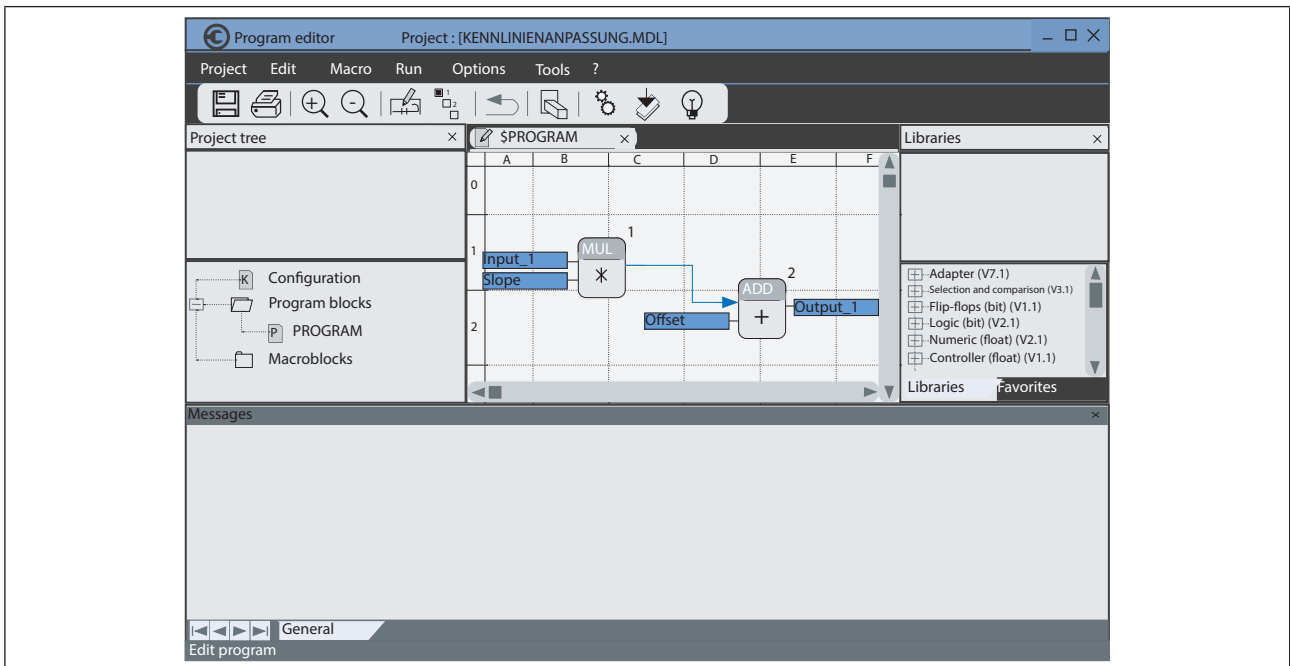 Program editor Project : [KENNLINIENANPASSUNG.MDL]
Project Edit Macro Run Options Tools ?
1
2
Project tree
$PROGRAM
Libraries
A B C D E F
0
1
2
MUL
1
Input_1
Slope
ADD
2
Offset
+
Output_1
K Configuration
Program blocks
P PROGRAM
Macroblocks
Adapter (V7.1)
Selection and comparison (V3.1)
Flip-flops (bit) (V1.1)
Logic (bit) (V2.1)
Numeric (float) (V2.1)
Controller (float) (V1.1)
Libraries Favorites
Messages
General
Edit program